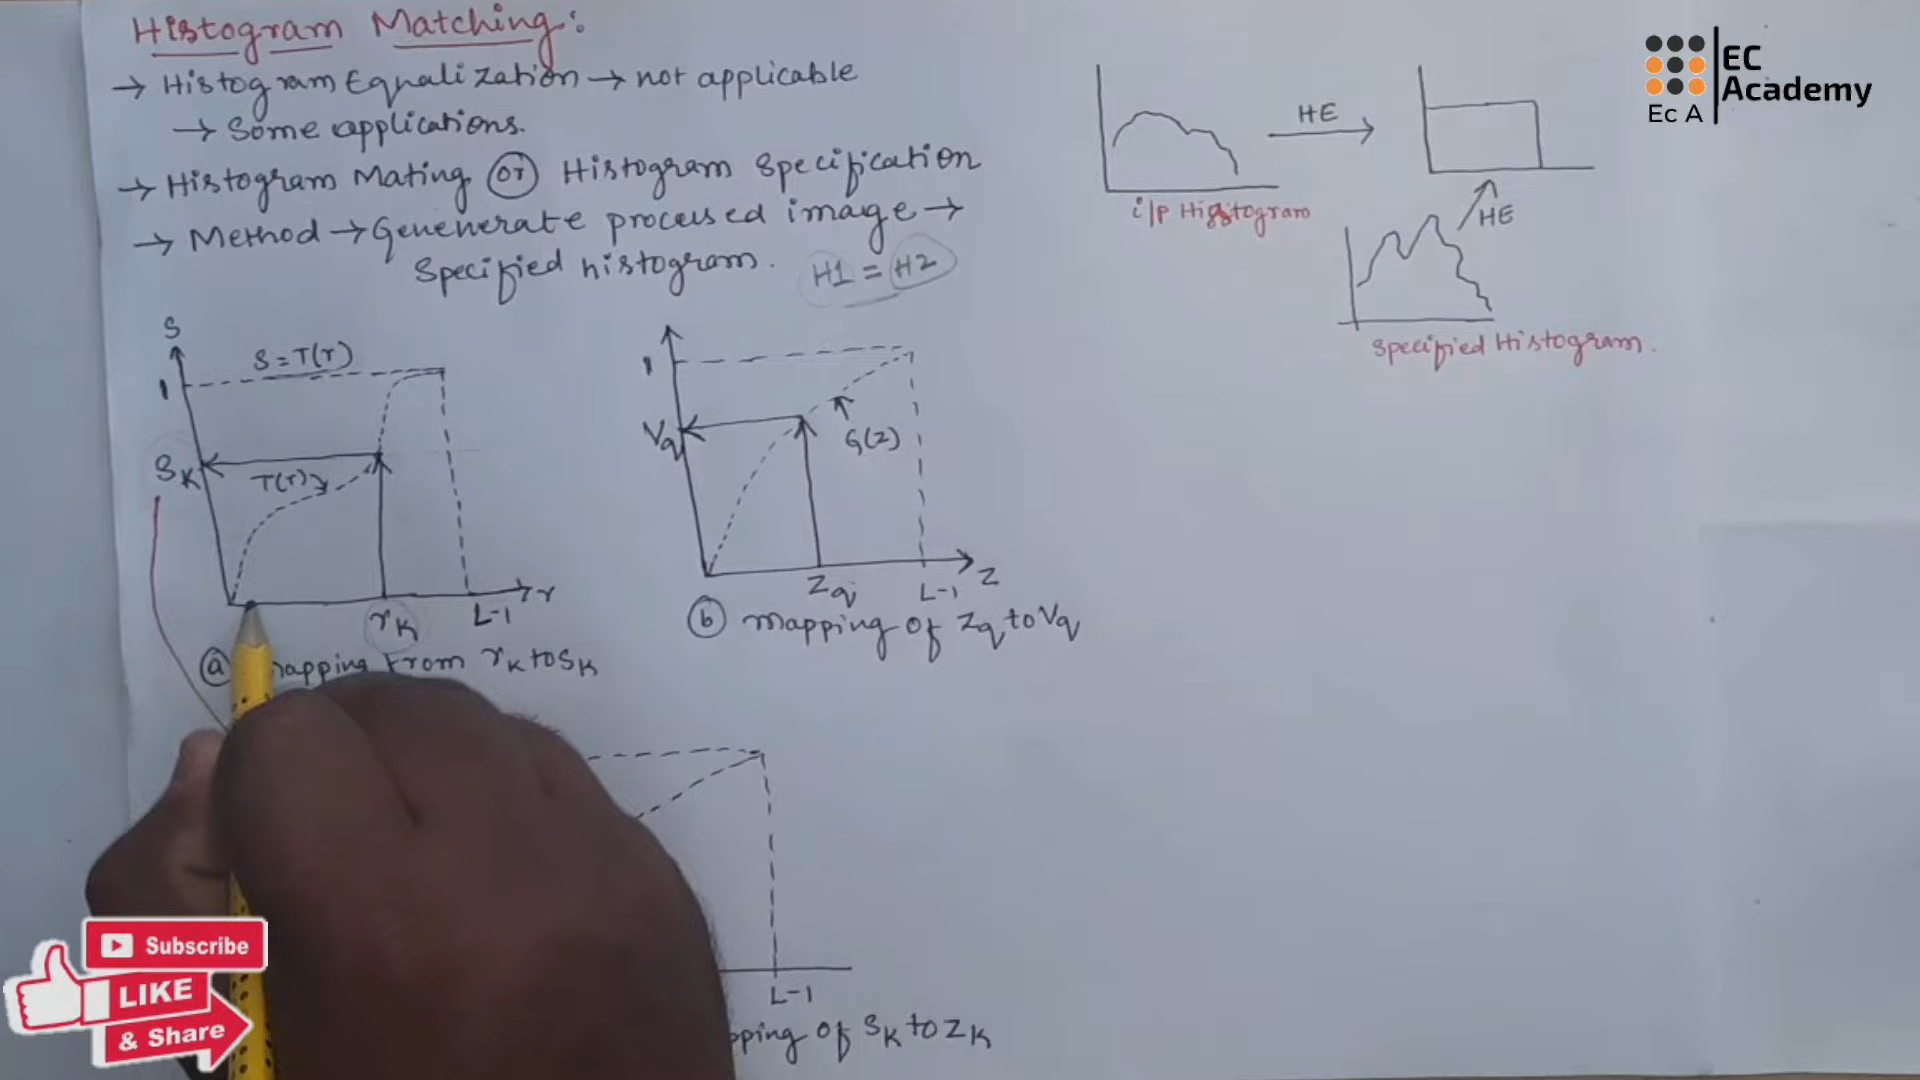 Histogram Matching:
→ Histogram Equalization → not applicable
→ Some applications.
→ Histogram Mating or Histogram Specification
→ Method → Genenerate processed image →
Specified histogram. H1 = H2
HE
i/p Histogram
HE
Specified Histogram.
EC
Academy
Ec A
S
1
S = T(r)
SK
T(r)
rK
L-1
r
(a) mapping from rK to SK
1
Vq
G(z)
Zq
L-1
Z
(b) mapping of Zq to Vq
L-1
pping of SK to ZK
Subscribe
LIKE
& Share